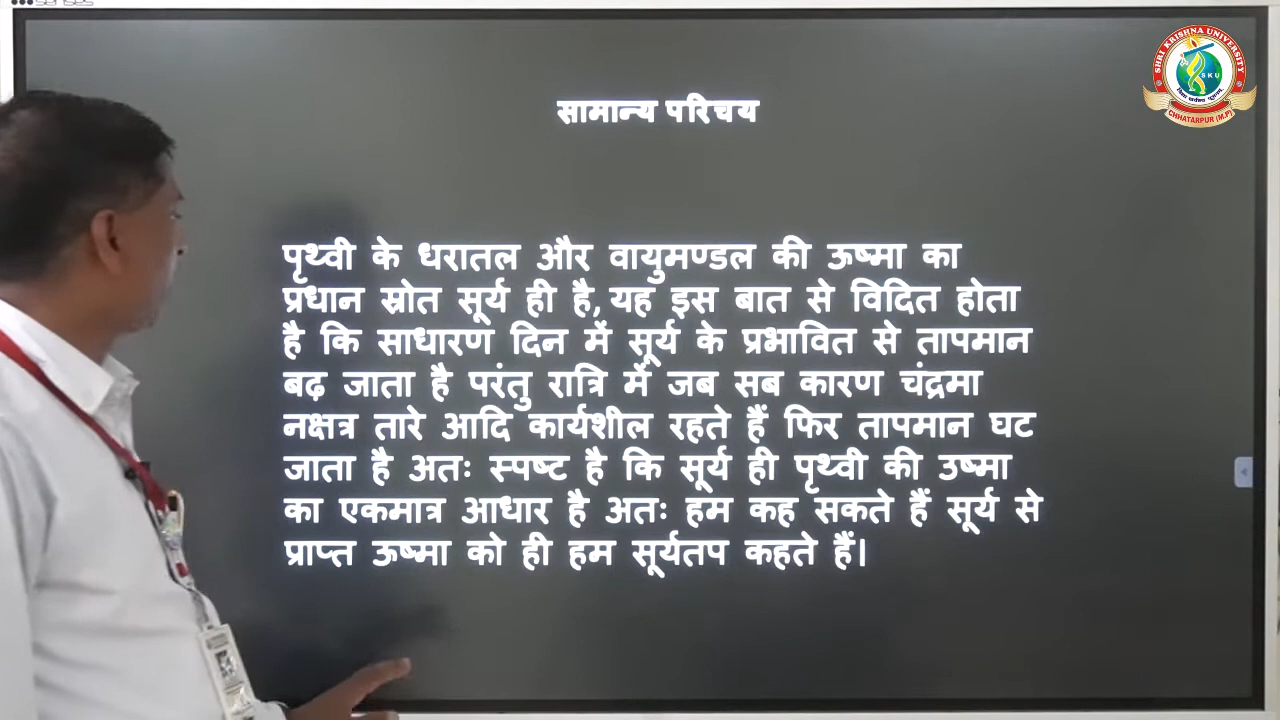 सामान्य परिचय
SHRI KRISHNA UNIVERSITY
SKU
CHHATARPUR (M.P)
पृथ्वी के धरातल और वायुमण्डल की ऊष्मा का
प्रधान स्रोत सूर्य ही है, यह इस बात से विदित होता
है कि साधारण दिन में सूर्य के प्रभावित से तापमान
बढ़ जाता है परंतु रात्रि में जब सब कारण चंद्रमा
नक्षत्र तारे आदि कार्यशील रहते हैं फिर तापमान घट
जाता है अतः स्पष्ट है कि सूर्य ही पृथ्वी की उष्मा
का एकमात्र आधार है अतः हम कह सकते हैं सूर्य से
प्राप्त ऊष्मा को ही हम सूर्यतप कहते हैं।